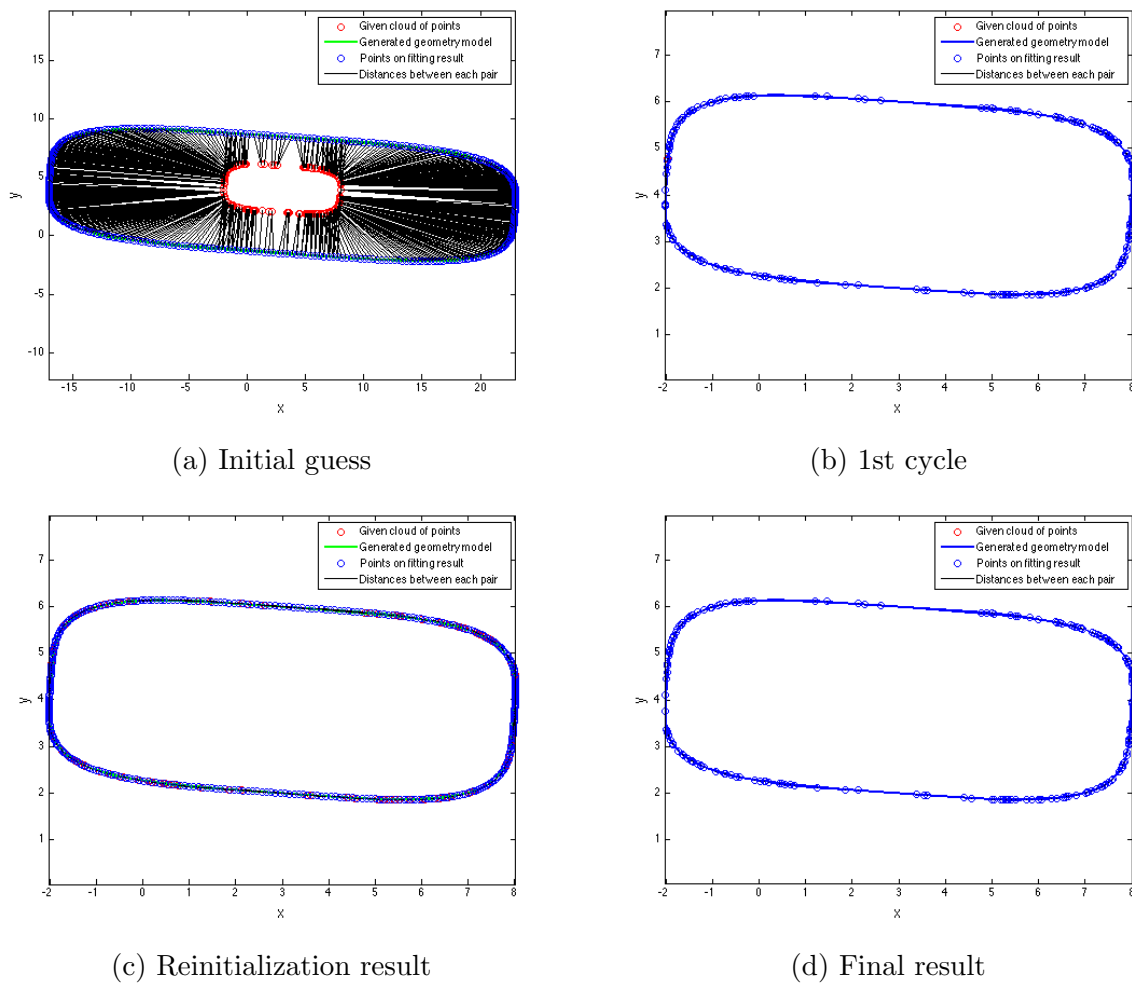 Given cloud of points
Generated geometry model
Points on fitting result
Distances between each pair
15
10
5
0
-5
-10
y
-15 -10 -5 0 5 10 15 20
x
(a) Initial guess
Given cloud of points
Generated geometry model
Points on fitting result
Distances between each pair
7
6
5
4
3
2
1
y
-2 -1 0 1 2 3 4 5 6 7 8
x
(b) 1st cycle
Given cloud of points
Generated geometry model
Points on fitting result
Distances between each pair
7
6
5
4
3
2
1
y
-2 -1 0 1 2 3 4 5 6 7 8
x
(c) Reinitialization result
Given cloud of points
Generated geometry model
Points on fitting result
Distances between each pair
7
6
5
4
3
2
1
y
-2 -1 0 1 2 3 4 5 6 7 8
x
(d) Final result